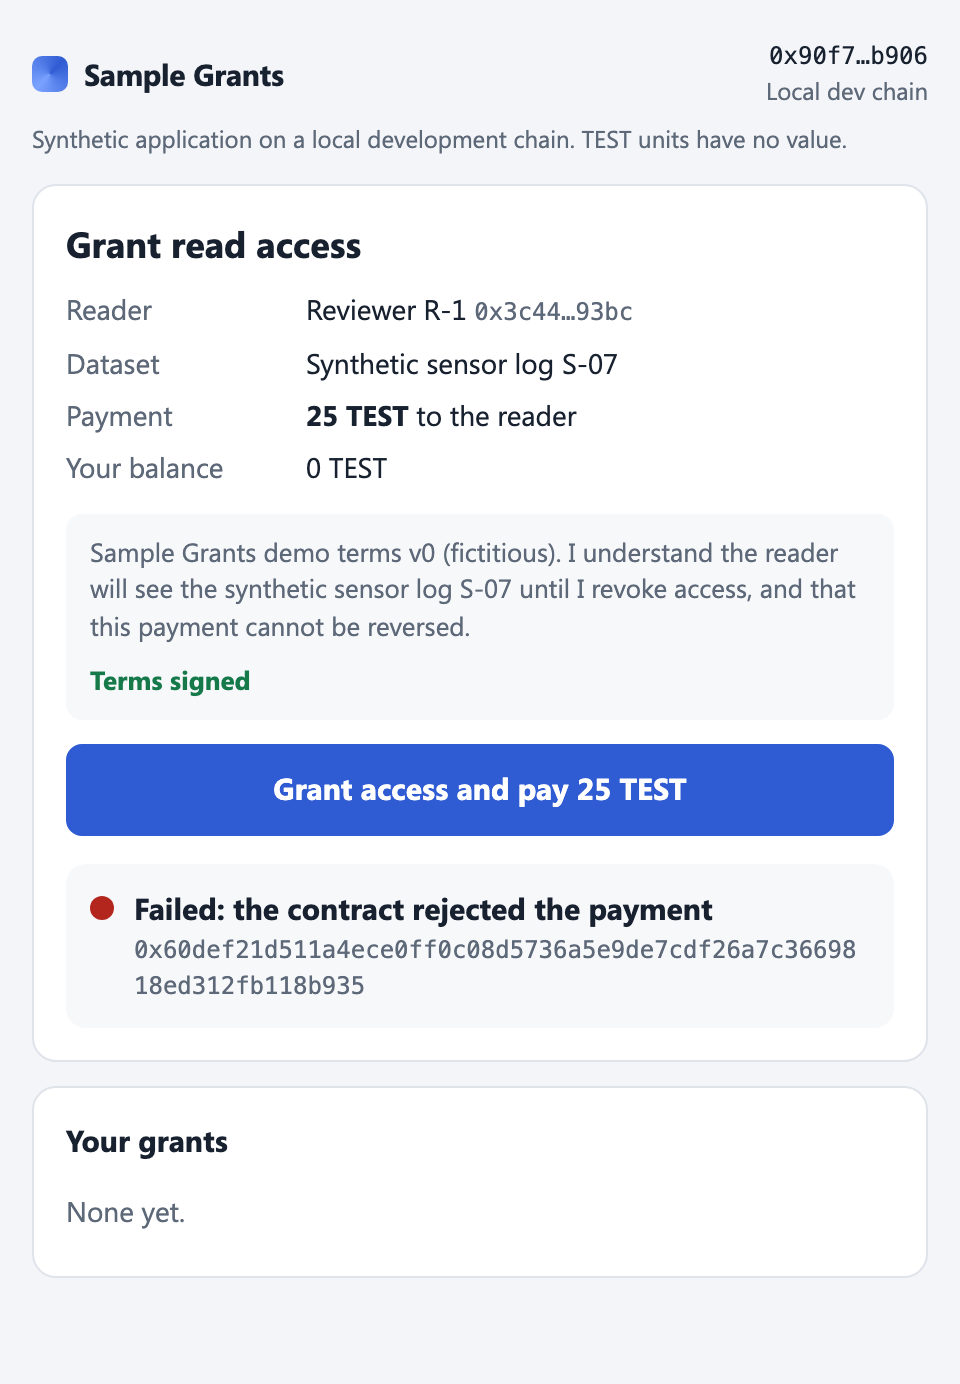 Sample Grants
0x90f7…b906
Local dev chain
Synthetic application on a local development chain. TEST units have no value.
Grant read access
Reader Reviewer R-1 0x3c44…93bc
Dataset Synthetic sensor log S-07
Payment 25 TEST to the reader
Your balance 0 TEST
Sample Grants demo terms v0 (fictitious). I understand the reader
will see the synthetic sensor log S-07 until I revoke access, and that
this payment cannot be reversed.
Terms signed
Grant access and pay 25 TEST
Failed: the contract rejected the payment
0x60def21d511a4ece0ff0c08d5736a5e9de7cdf26a7c36698
18ed312fb118b935
Your grants
None yet.